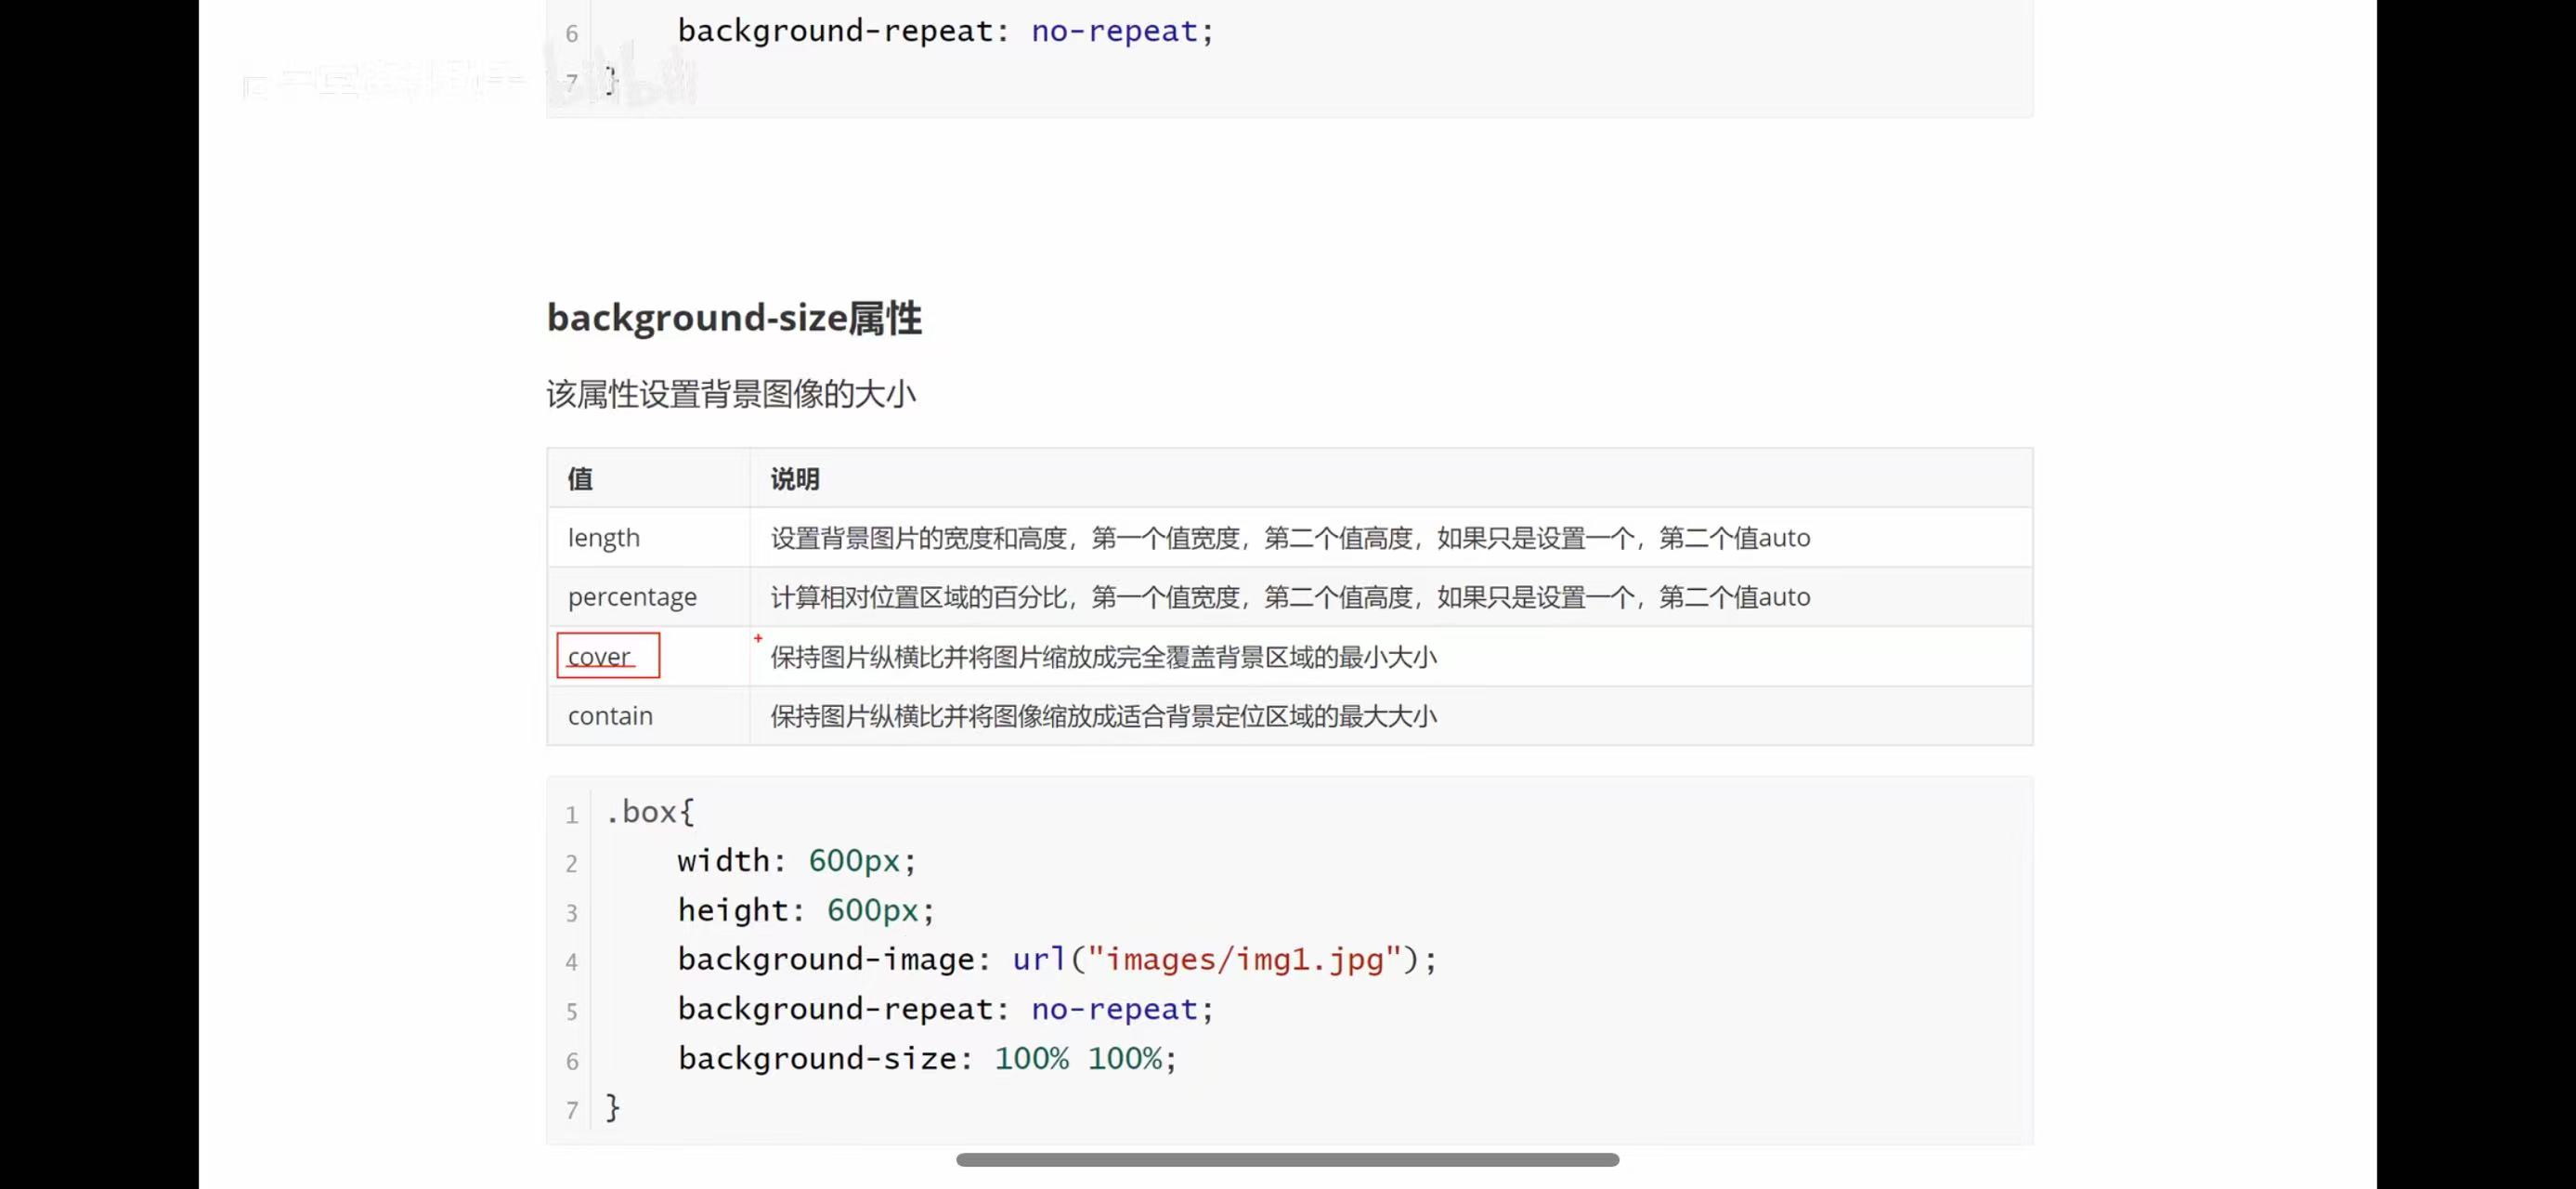 6 background-repeat: no-repeat;
7 }
bilibili
background-size属性
该属性设置背景图像的大小
值 说明
length 设置背景图片的宽度和高度，第一个值宽度，第二个值高度，如果只是设置一个，第二个值auto
percentage 计算相对位置区域的百分比，第一个值宽度，第二个值高度，如果只是设置一个，第二个值auto
cover 保持图片纵横比并将图片缩放成完全覆盖背景区域的最小大小
contain 保持图片纵横比并将图像缩放成适合背景定位区域的最大大小
1 .box{
2 width: 600px;
3 height: 600px;
4 background-image: url("images/img1.jpg");
5 background-repeat: no-repeat;
6 background-size: 100% 100%;
7 }